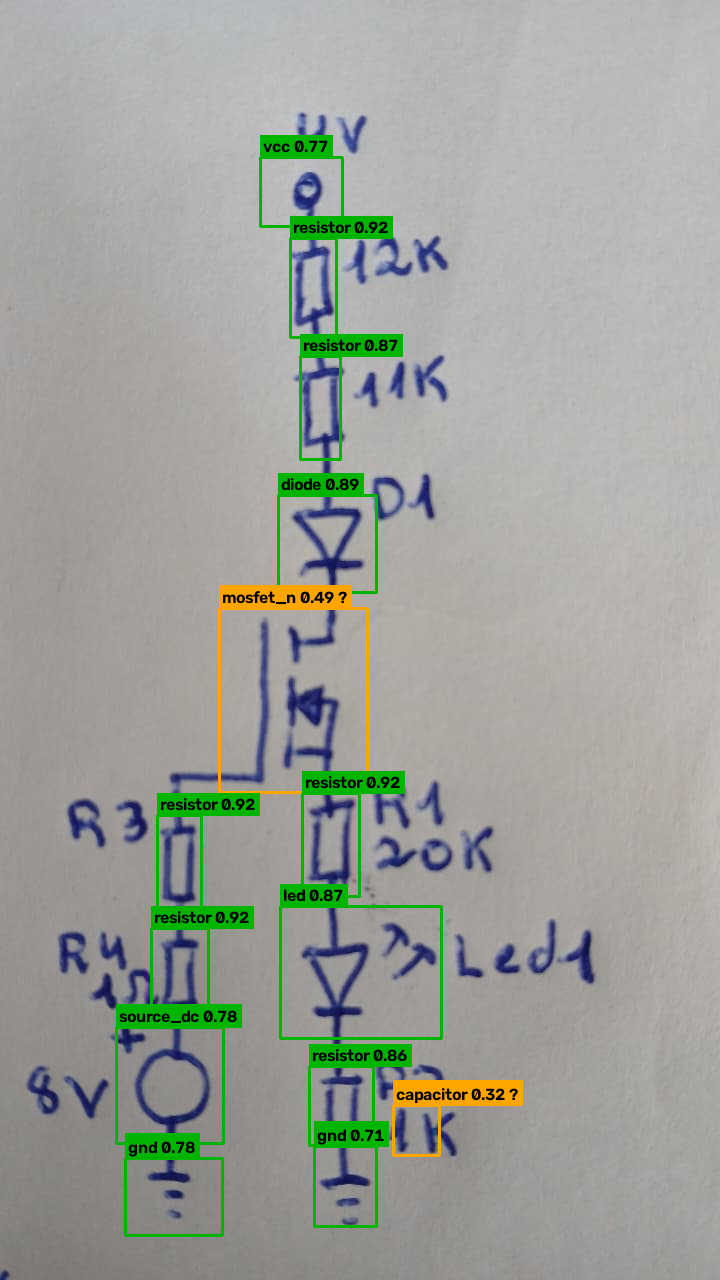 vcc 0.77
resistor 0.92
12K
resistor 0.87
11K
diode 0.89
D1
mosfet_n 0.49 ?
resistor 0.92
R1
20K
resistor 0.92
R3
led 0.87
Led1
resistor 0.92
R4
1Ω
source_dc 0.78
+
8V
resistor 0.86
capacitor 0.32 ?
1K
gnd 0.78
gnd 0.71